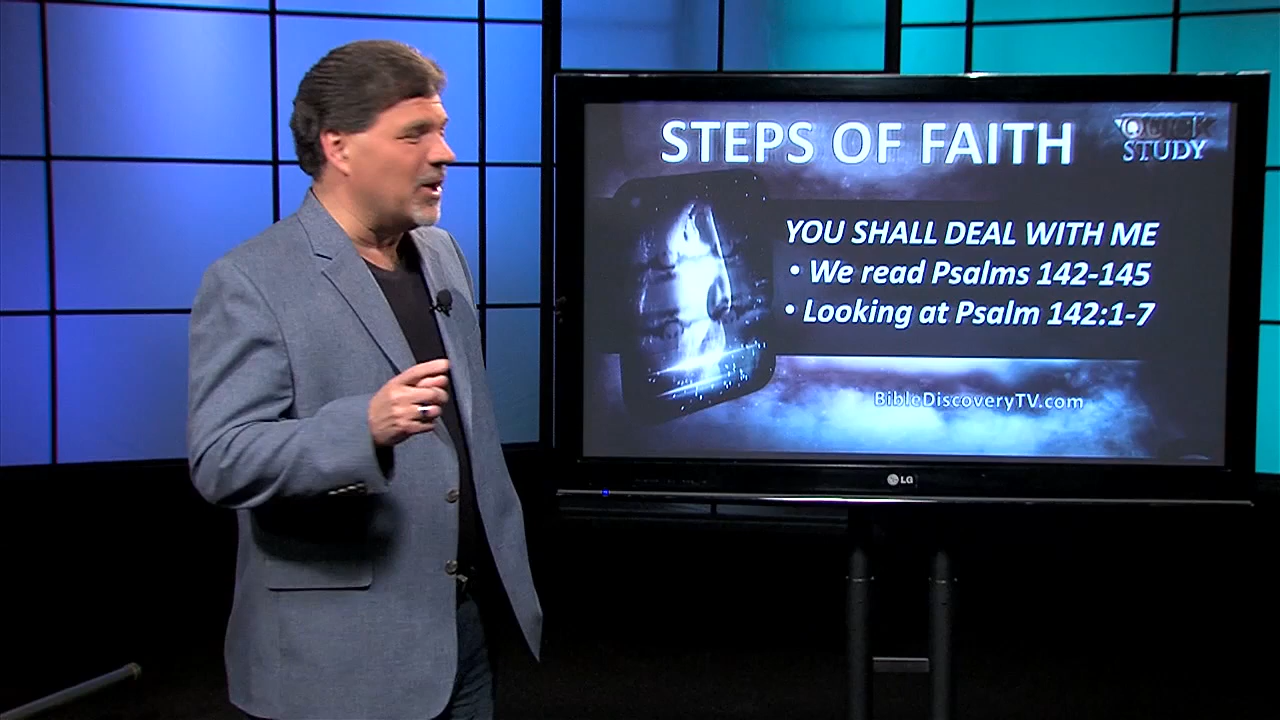 STEPS OF FAITH
QUICK
STUDY
YOU SHALL DEAL WITH ME
• We read Psalms 142-145
• Looking at Psalm 142:1-7
BibleDiscoveryTV.com
LG